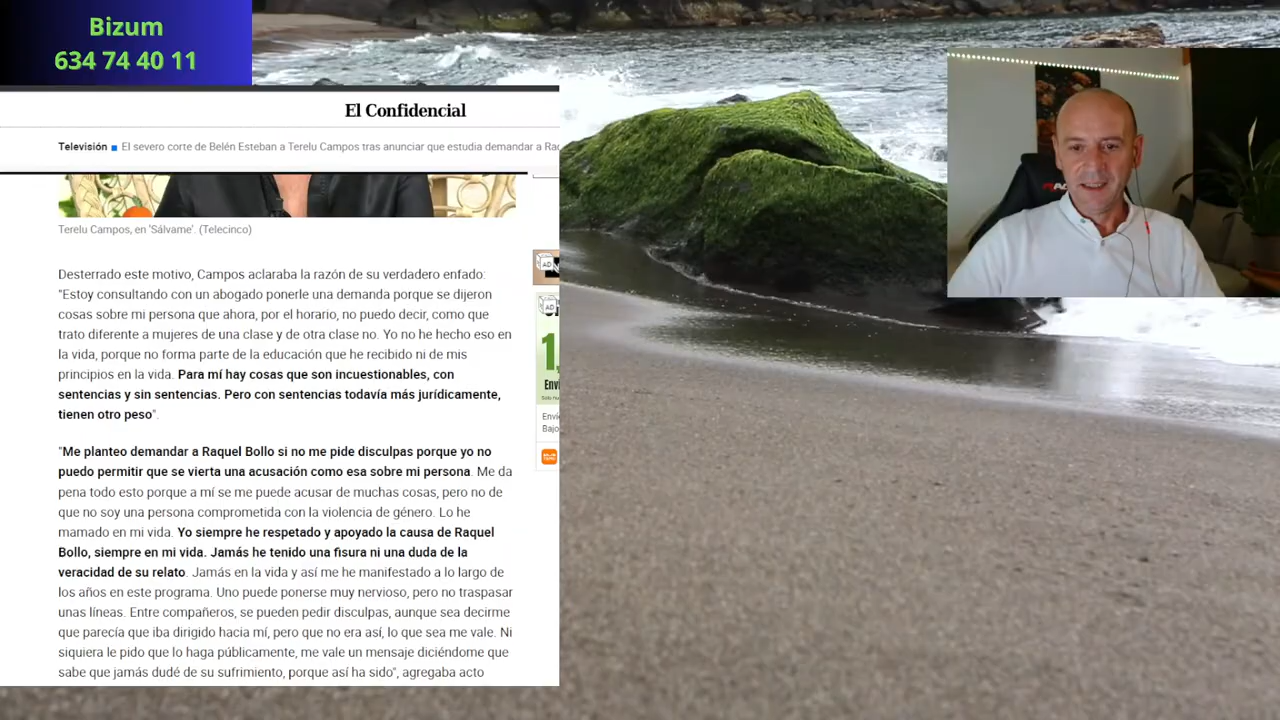 Bizum
634 74 40 11
El Confidencial
Televisión ■ El severo corte de Belén Esteban a Terelu Campos tras anunciar que estudia demandar a
Terelu Campos, en 'Sálvame'. (Telecinco)
AD
Desterrado este motivo, Campos aclaraba la razón de su verdadero enfado:
"Estoy consultando con un abogado ponerle una demanda porque se dijeron
cosas sobre mi persona que ahora, por el horario, no puedo decir, como que
trato diferente a mujeres de una clase y de otra clase no. Yo no he hecho eso en
la vida, porque no forma parte de la educación que he recibido ni de mis
principios en la vida. Para mí hay cosas que son incuestionables, con
sentencias y sin sentencias. Pero con sentencias todavía más jurídicamente,
tienen otro peso".
AD
"Me planteo demandar a Raquel Bollo si no me pide disculpas porque yo no
puedo permitir que se vierta una acusación como esa sobre mi persona. Me da
pena todo esto porque a mí se me puede acusar de muchas cosas, pero no de
que no soy una persona comprometida con la violencia de género. Lo he
mamado en mi vida. Yo siempre he respetado y apoyado la causa de Raquel
Bollo, siempre en mi vida. Jamás he tenido una fisura ni una duda de la
veracidad de su relato. Jamás en la vida y así me he manifestado a lo largo de
los años en este programa. Uno puede ponerse muy nervioso, pero no traspasar
unas líneas. Entre compañeros, se pueden pedir disculpas, aunque sea decirme
que parecía que iba dirigido hacia mí, pero que no era así, lo que sea me vale. Ni
siquiera le pido que lo haga públicamente, me vale un mensaje diciéndome que
sabe que jamás dudé de su sufrimiento, porque así ha sido", agregaba acto